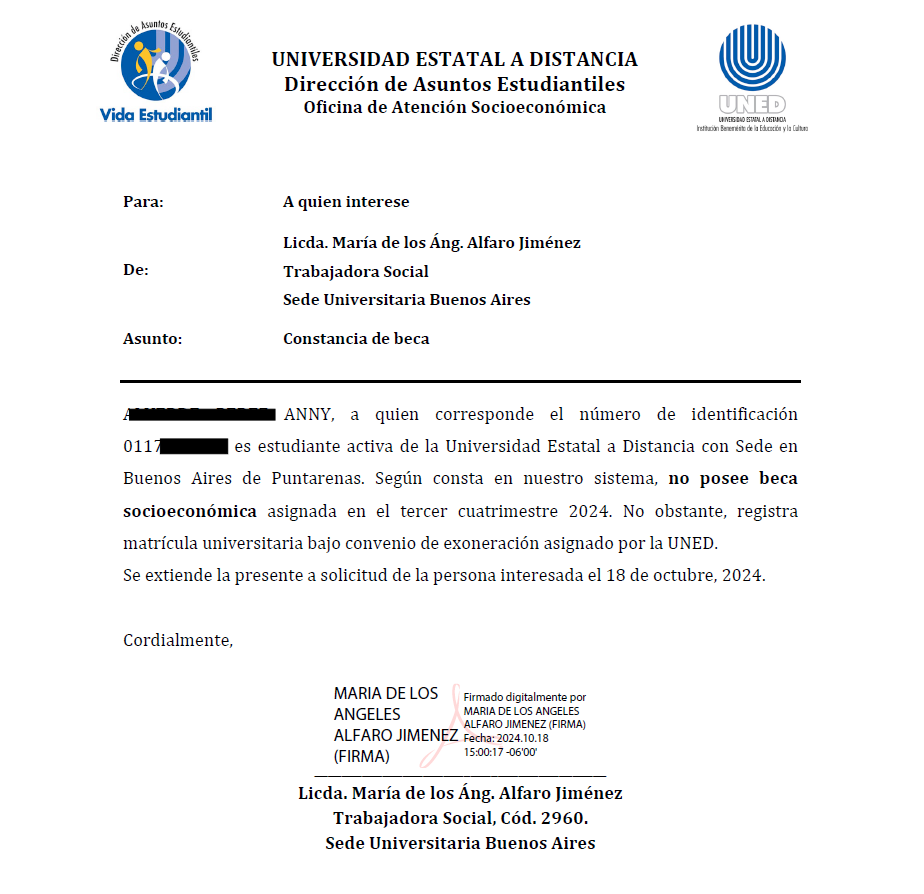 Dirección de Asuntos Estudiantiles
Vida Estudiantil
UNIVERSIDAD ESTATAL A DISTANCIA
Dirección de Asuntos Estudiantiles
Oficina de Atención Socioeconómica
UNED
UNIVERSIDAD ESTATAL A DISTANCIA
Institución Benemérita de la Educación y la Cultura
Para: A quien interese
Licda. María de los Áng. Alfaro Jiménez
De: Trabajadora Social
Sede Universitaria Buenos Aires
Asunto: Constancia de beca
ANNY, a quien corresponde el número de identificación
0117 es estudiante activa de la Universidad Estatal a Distancia con Sede en
Buenos Aires de Puntarenas. Según consta en nuestro sistema, no posee beca
socioeconómica asignada en el tercer cuatrimestre 2024. No obstante, registra
matrícula universitaria bajo convenio de exoneración asignado por la UNED.
Se extiende la presente a solicitud de la persona interesada el 18 de octubre, 2024.
Cordialmente,
MARIA DE LOS
ANGELES
ALFARO JIMENEZ
(FIRMA)
Firmado digitalmente por
MARIA DE LOS ANGELES
ALFARO JIMENEZ (FIRMA)
Fecha: 2024.10.18
15:00:17 -06'00'
Licda. María de los Áng. Alfaro Jiménez
Trabajadora Social, Cód. 2960.
Sede Universitaria Buenos Aires